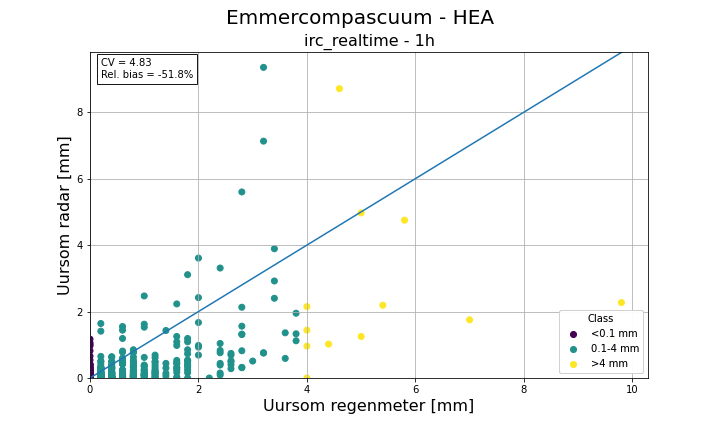 Emmercompascuum - HEA
irc_realtime - 1h
CV = 4.83
Rel. bias = -51.8%
Uursom radar [mm]
8
6
4
2
0
0 2 4 6 8 10
Uursom regenmeter [mm]
Class
<0.1 mm
0.1-4 mm
>4 mm